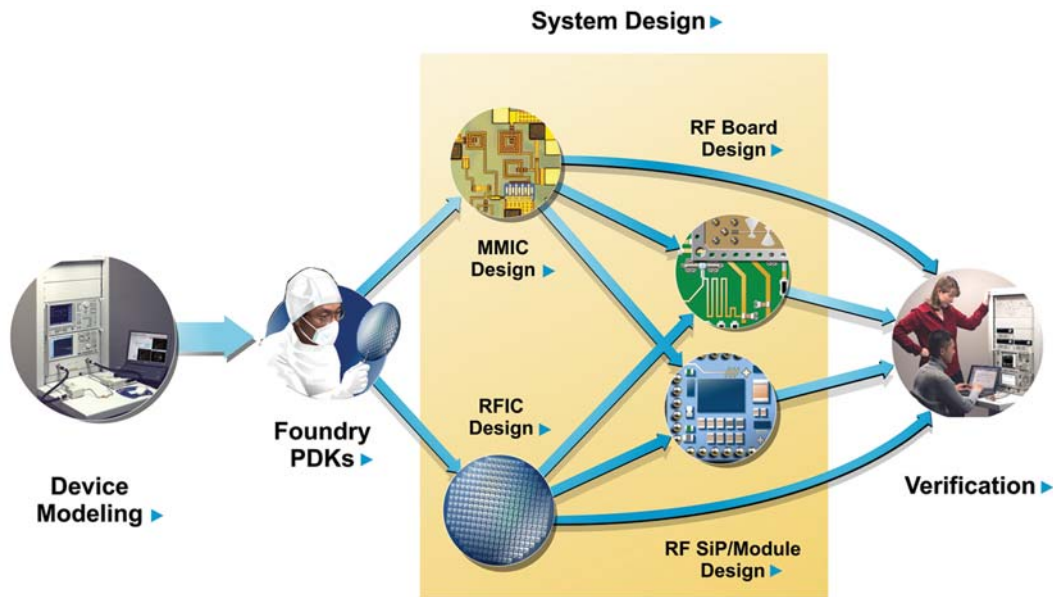 System Design
RF Board
Design
MMIC
Design
RFIC
Design
Foundry
PDKs
Device
Modeling
Verification
RF SiP/Module
Design